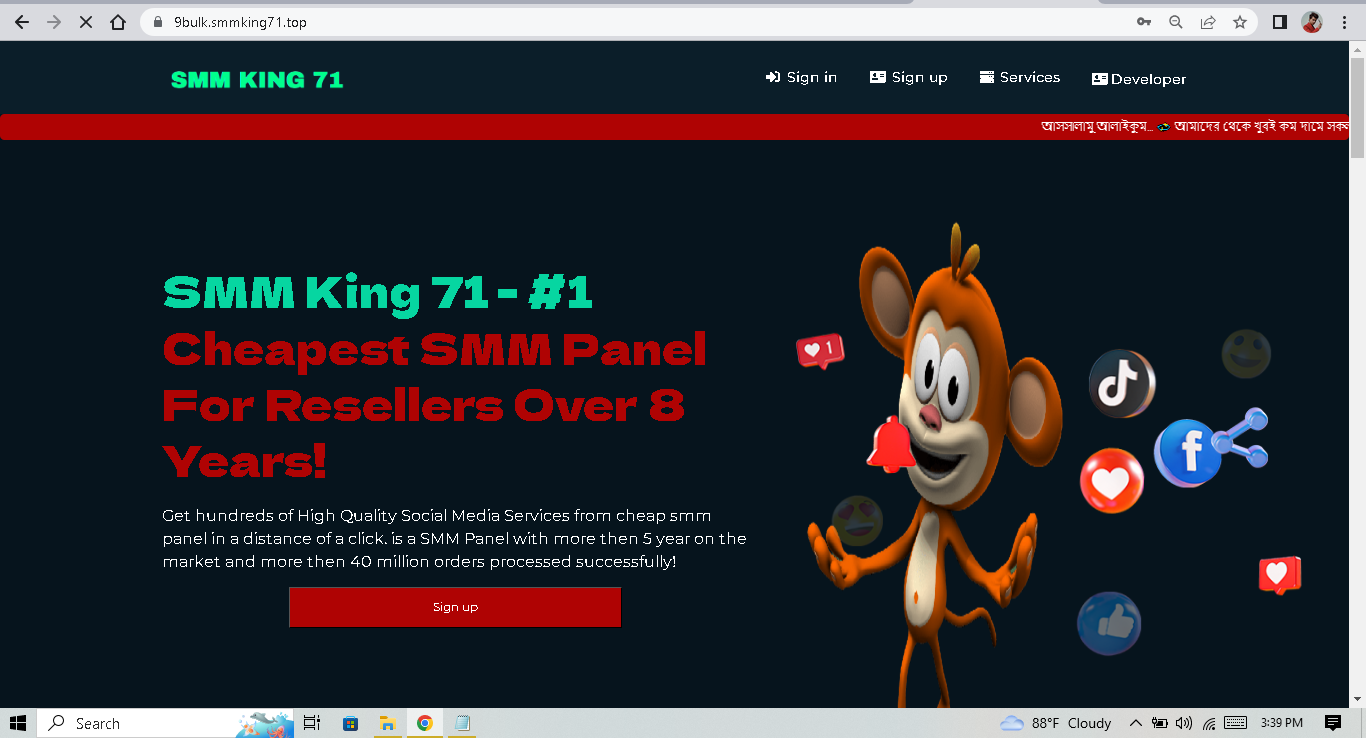 9bulk.smmking71.top
SMM KING 71
Sign in
Sign up
Services
Developer
আসসালামু আলাইকুম... আমাদের থেকে খুবই কম দামে সকল
SMM King 71 - #1
Cheapest SMM Panel
For Resellers Over 8
Years!
1
Get hundreds of High Quality Social Media Services from cheap smm
panel in a distance of a click. is a SMM Panel with more then 5 year on the
market and more then 40 million orders processed successfully!
Sign up
Search
88°F Cloudy
3:39 PM